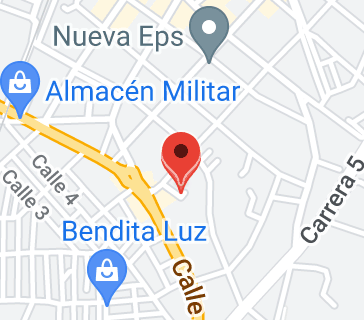 Nueva Eps
Almacén Militar
Calle 4
Calle 3
Carrera 5
Bendita Luz
Calle